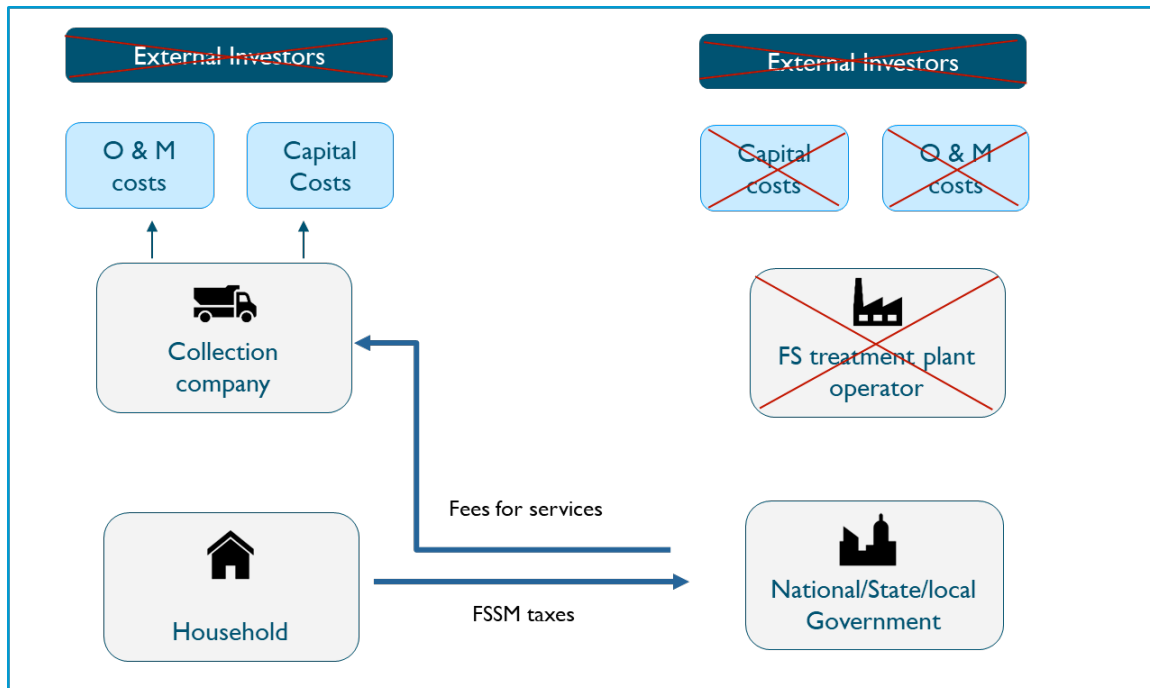 External Investors
External Investors
O & M
costs
Capital
Costs
Capital
costs
O & M
costs
Collection
company
FS treatment plant
operator
Fees for services
Household
FSSM taxes
National/State/local
Government